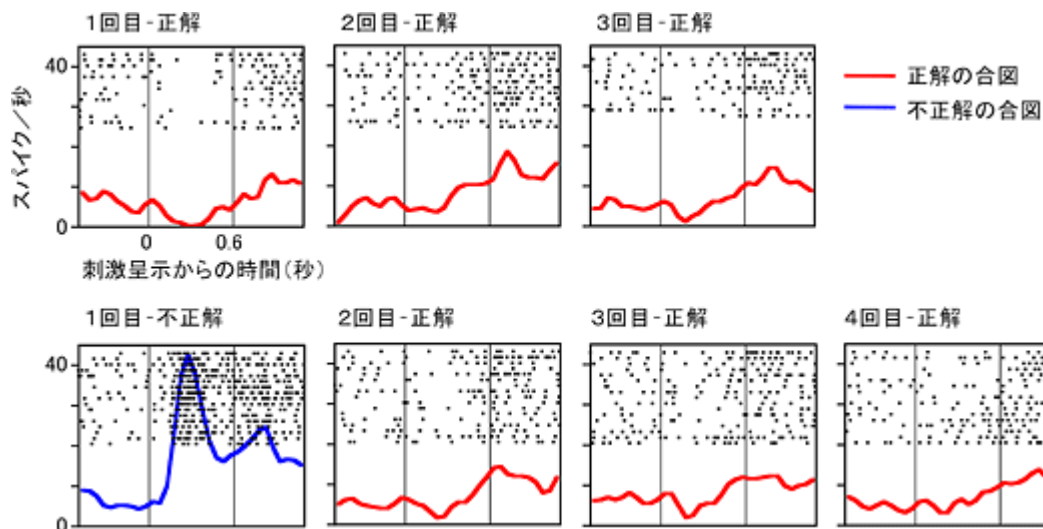 1回目-正解
2回目-正解
3回目-正解
正解の合図
不正解の合図
スパイク／秒
40
0
0
0.6
刺激呈示からの時間(秒)
1回目-不正解
2回目-正解
3回目-正解
4回目-正解
40
0